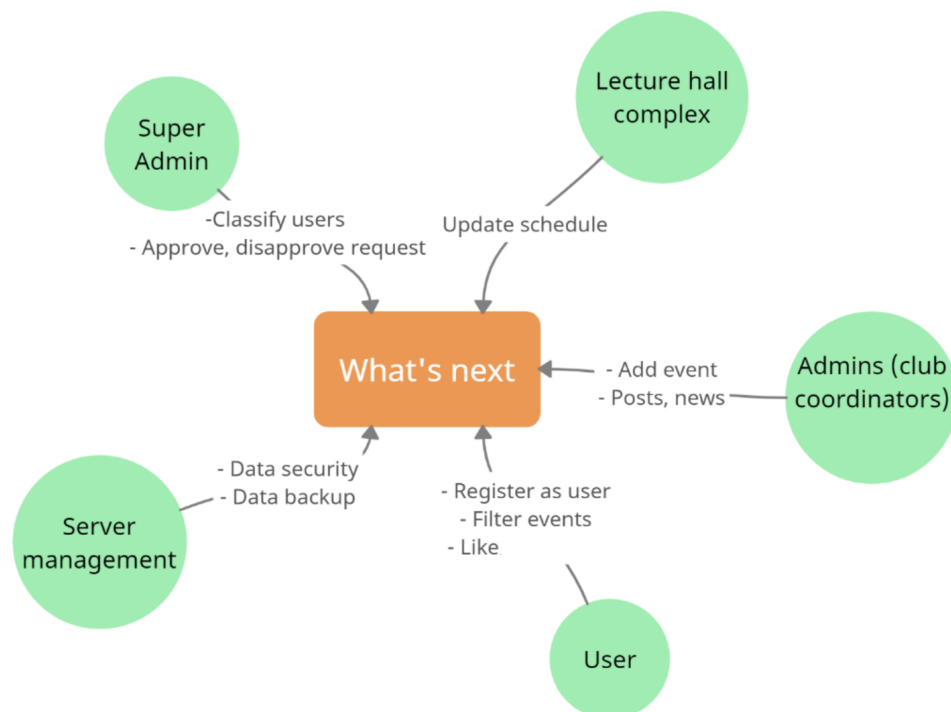 Lecture hall
complex
Super
Admin
-Classify users
- Approve, disapprove request
Update schedule
What's next
- Add event
- Posts, news
Admins (club
coordinators)
- Data security
- Data backup
Server
management
- Register as user
- Filter events
- Like
User